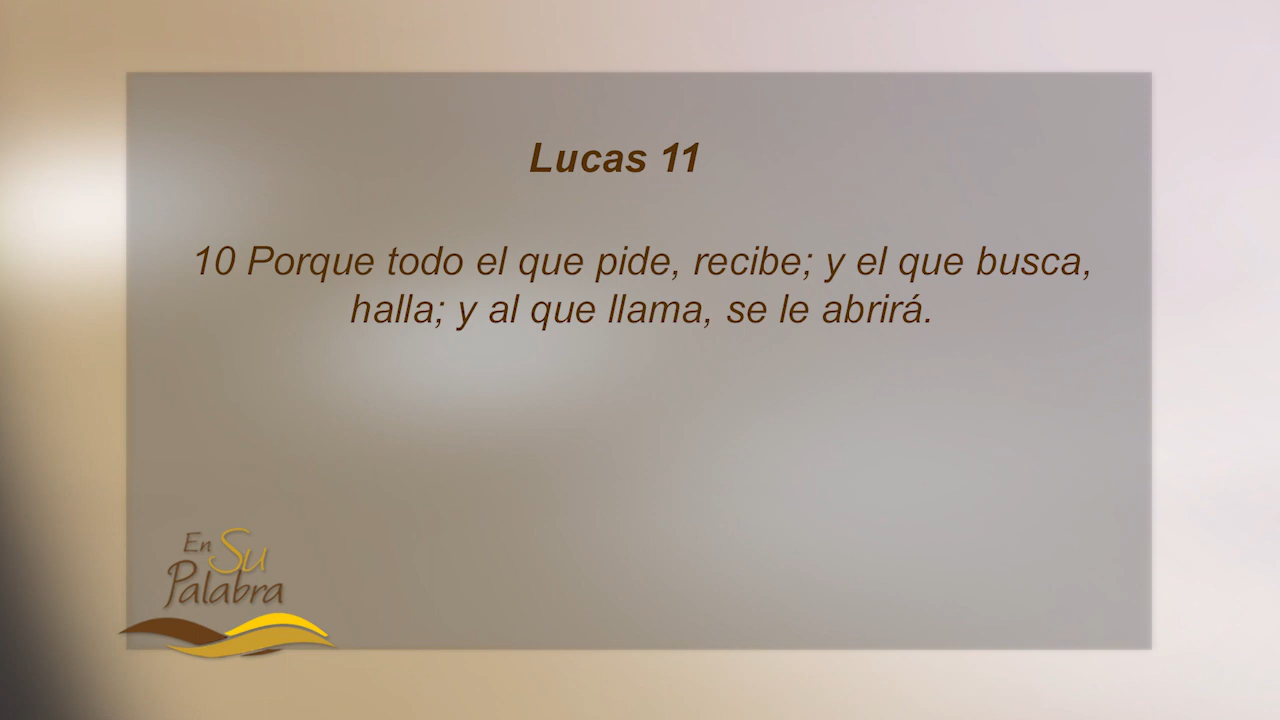 Lucas 11
10 Porque todo el que pide, recibe; y el que busca,
halla; y al que llama, se le abrirá.
En Su
Palabra